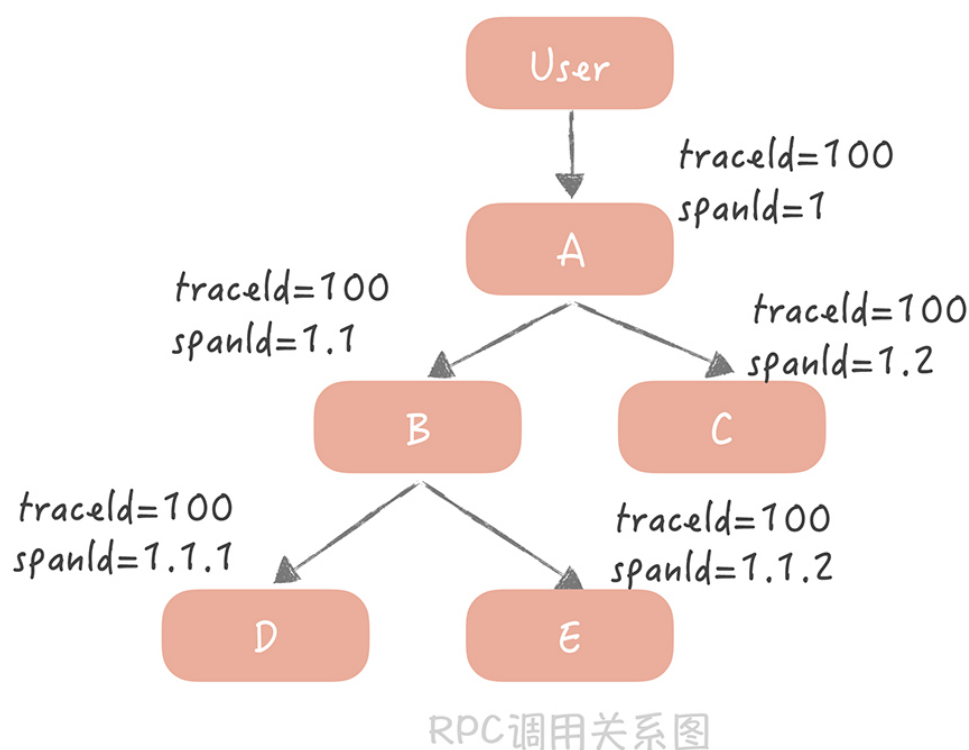 User
traceId=100
spanId=1
A
traceId=100
spanId=1.1
traceId=100
spanId=1.2
B
C
traceId=100
spanId=1.1.1
traceId=100
spanId=1.1.2
D
E
RPC调用关系图